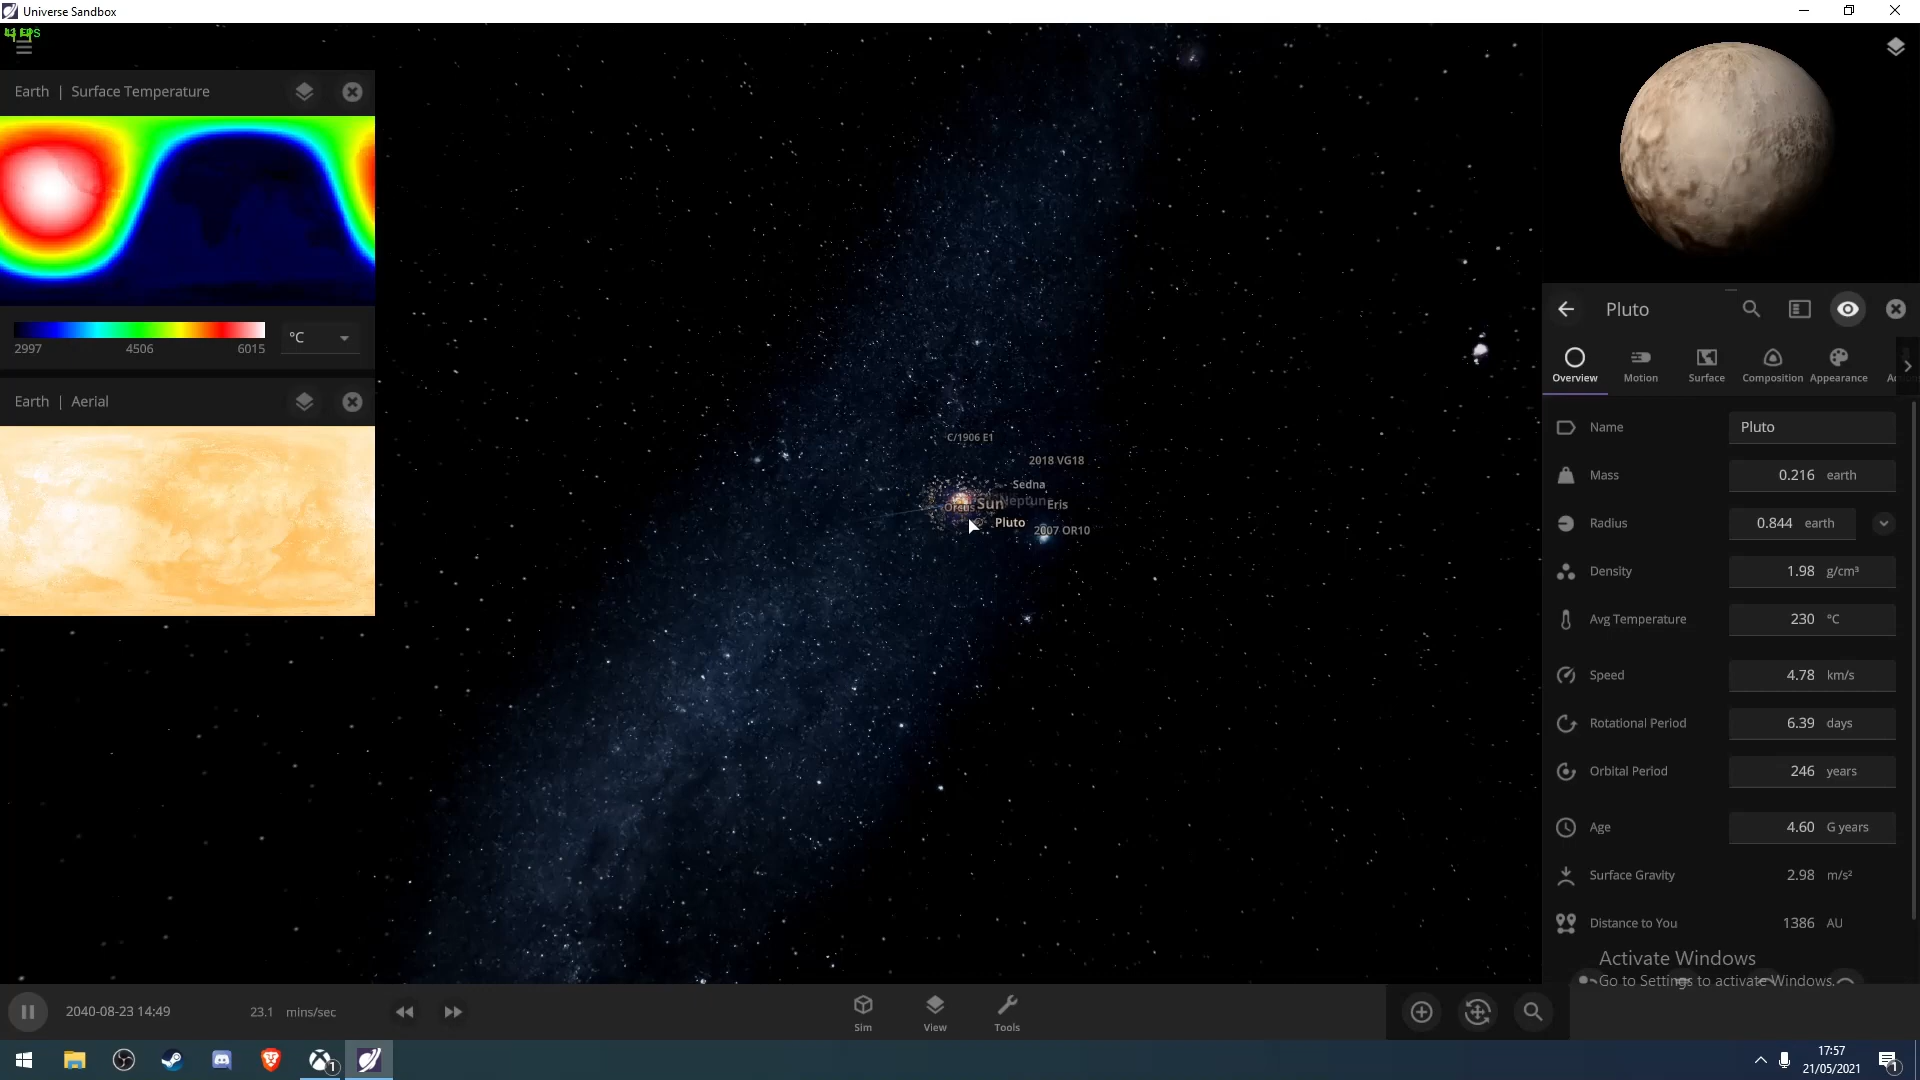 Universe Sandbox
Earth | Surface Temperature
2997 4506 6015
°C
Earth | Aerial
C/1906 E1
2018 VG18
Sedna
Sun
Orcus
Eris
Pluto
2007 OR10
Pluto
Overview Motion Surface Composition Appearance
Name Pluto
Mass 0.216 earth
Radius 0.844 earth
Density 1.98 g/cm³
Avg Temperature 230 °C
Speed 4.78 km/s
Rotational Period 6.39 days
Orbital Period 246 years
Age 4.60 G years
Surface Gravity 2.98 m/s²
Distance to You 1386 AU
Activate Windows
Go to Settings to activate Windows.
2040-08-23 14:49 23.1 mins/sec
Sim View Tools
1
17:57
21/05/2021
1